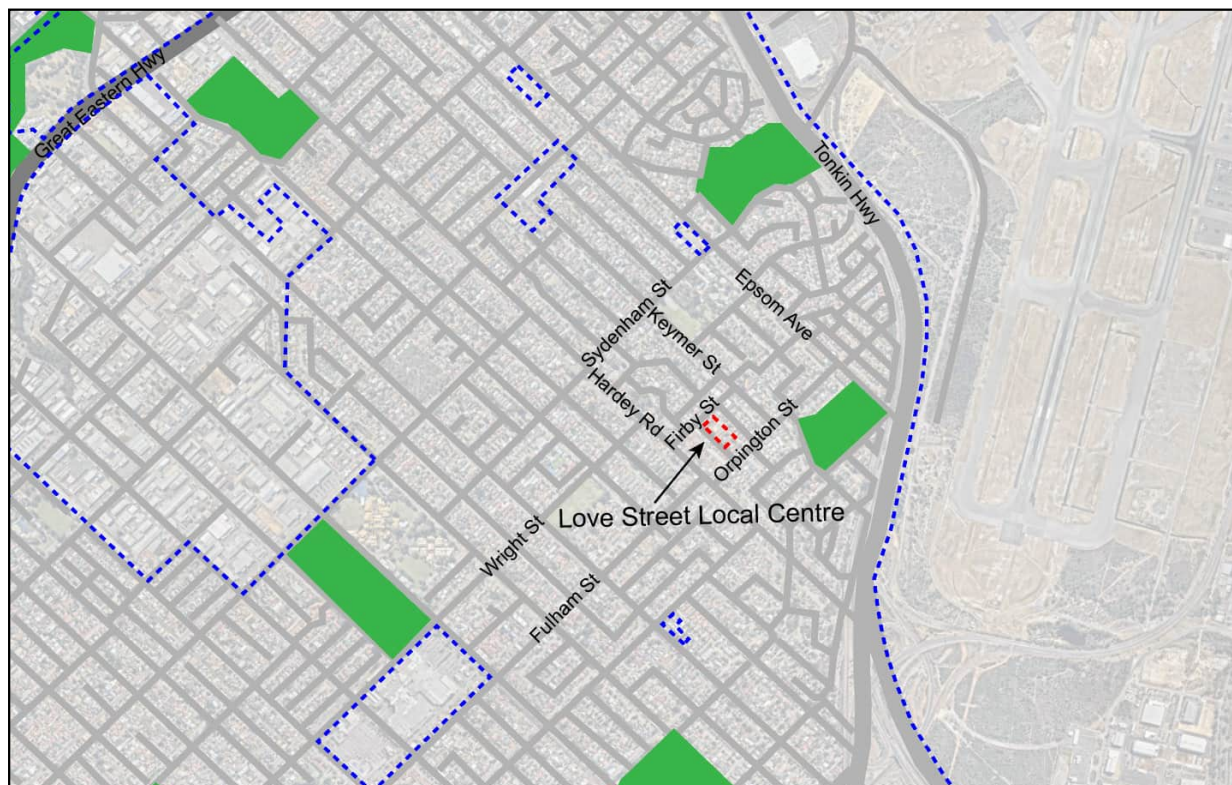 Great Eastern Hwy
Tonkin Hwy
Epsom Ave
Sydenham St
Keymer St
Hardey Rd
Firby St
Orpington St
Love Street Local Centre
Wright St
Fulham St